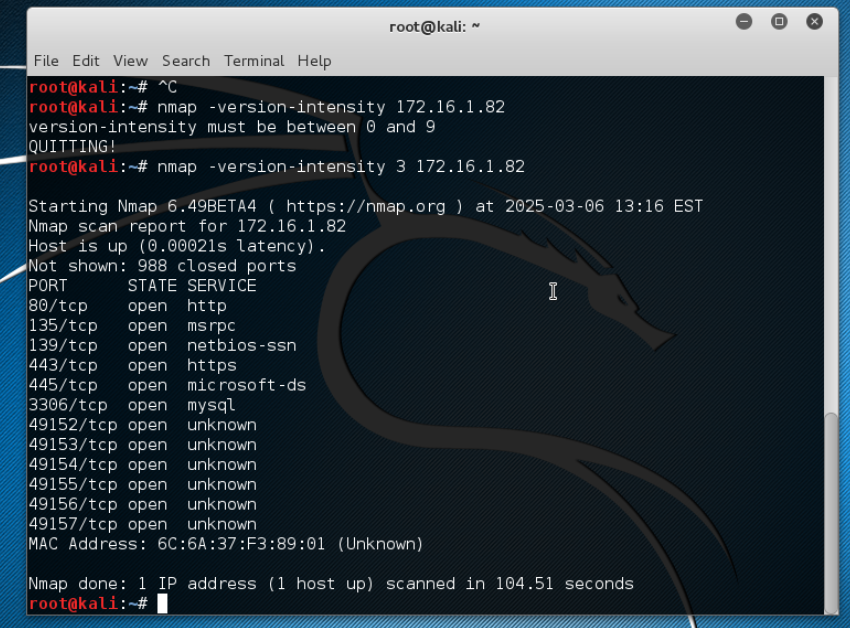 root@kali: ~
File Edit View Search Terminal Help
root@kali:~# ^C
root@kali:~# nmap -version-intensity 172.16.1.82
version-intensity must be between 0 and 9
QUITTING!
root@kali:~# nmap -version-intensity 3 172.16.1.82
Starting Nmap 6.49BETA4 ( https://nmap.org ) at 2025-03-06 13:16 EST
Nmap scan report for 172.16.1.82
Host is up (0.00021s latency).
Not shown: 988 closed ports
PORT      STATE SERVICE
80/tcp    open  http
135/tcp   open  msrpc
139/tcp   open  netbios-ssn
443/tcp   open  https
445/tcp   open  microsoft-ds
3306/tcp  open  mysql
49152/tcp open  unknown
49153/tcp open  unknown
49154/tcp open  unknown
49155/tcp open  unknown
49156/tcp open  unknown
49157/tcp open  unknown
MAC Address: 6C:6A:37:F3:89:01 (Unknown)
Nmap done: 1 IP address (1 host up) scanned in 104.51 seconds
root@kali:~#